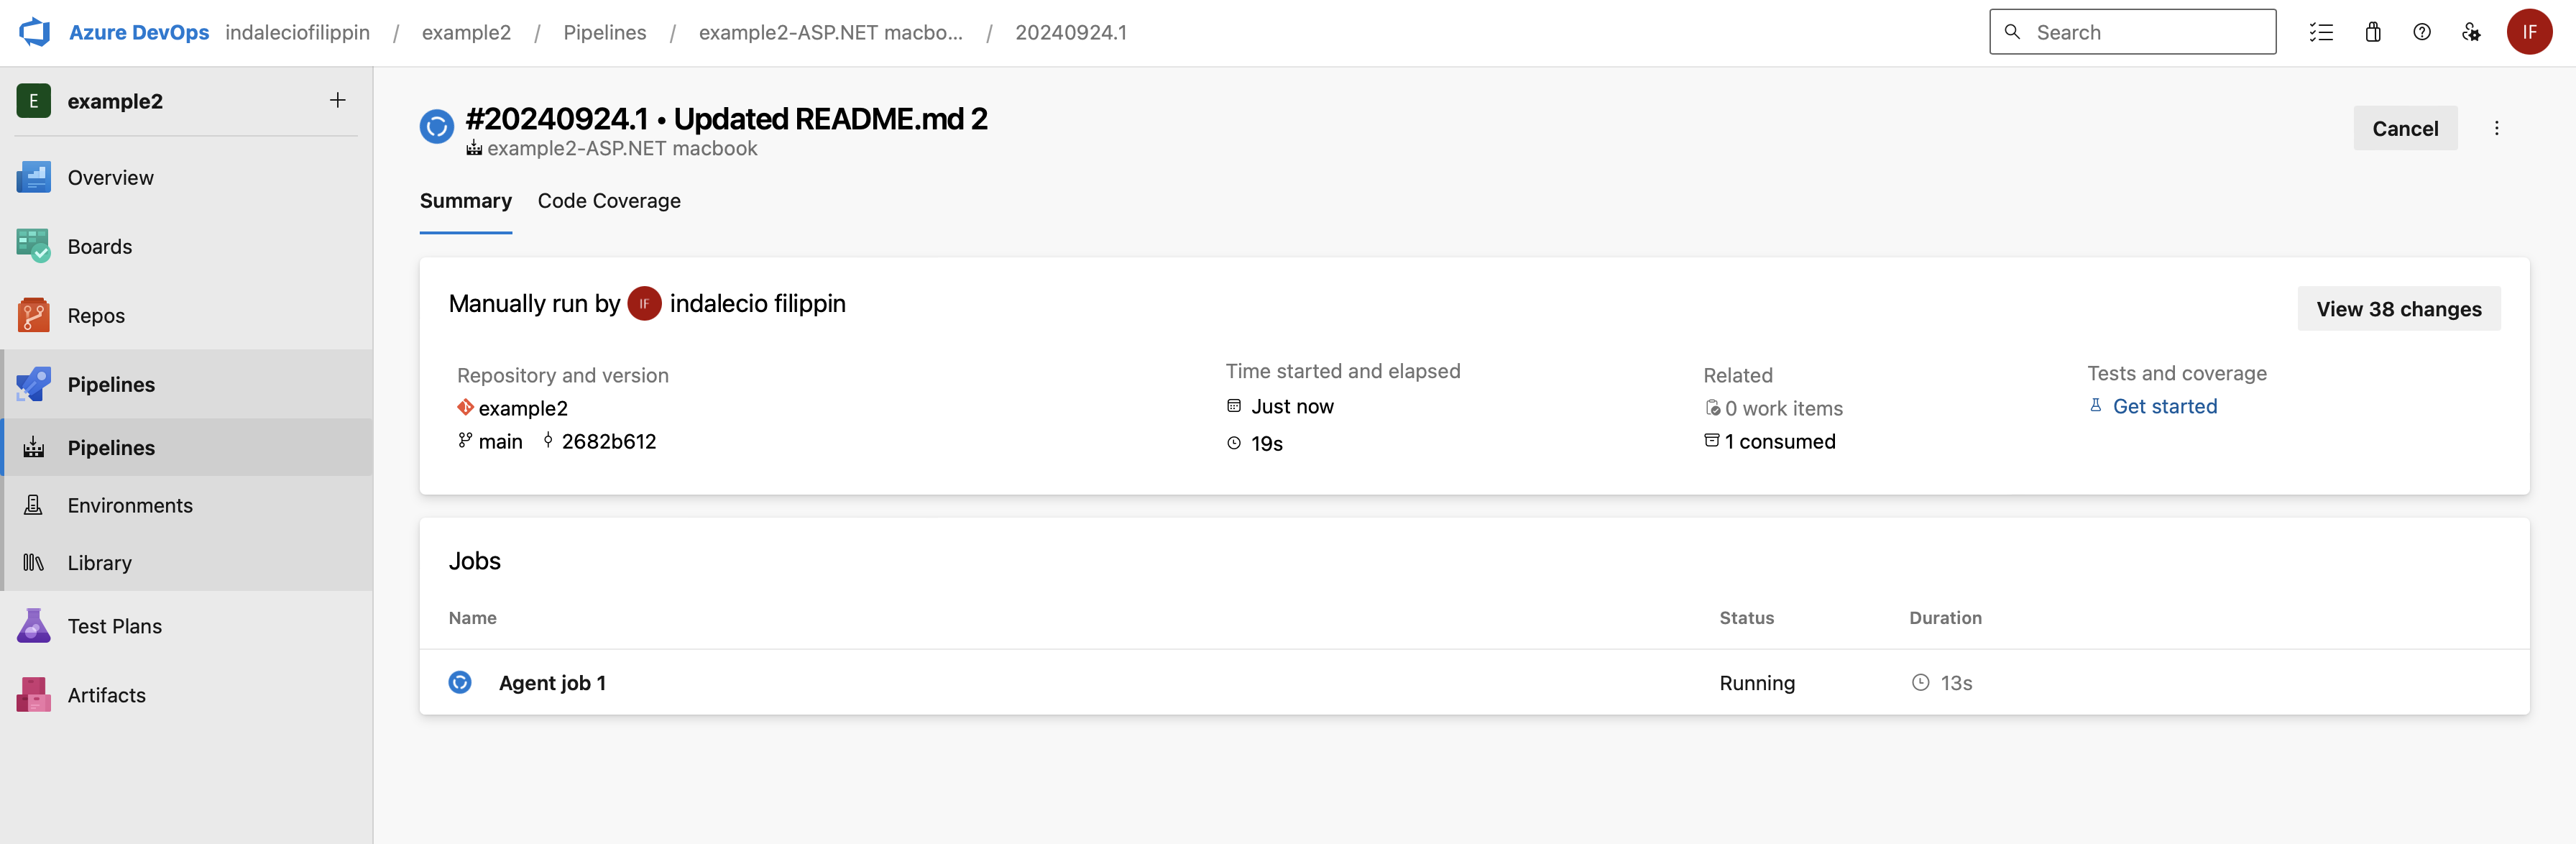 Azure DevOps indaleciofilippin / example2 / Pipelines / example2-ASP.NET macbo... / 20240924.1
Search
IF
E example2
Overview
Boards
Repos
Pipelines
Pipelines
Environments
Library
Test Plans
Artifacts
#20240924.1 • Updated README.md 2
example2-ASP.NET macbook
Cancel
Summary Code Coverage
Manually run by IF indalecio filippin
View 38 changes
Repository and version
example2
main 2682b612
Time started and elapsed
Just now
19s
Related
0 work items
1 consumed
Tests and coverage
Get started
Jobs
Name Status Duration
Agent job 1 Running 13s